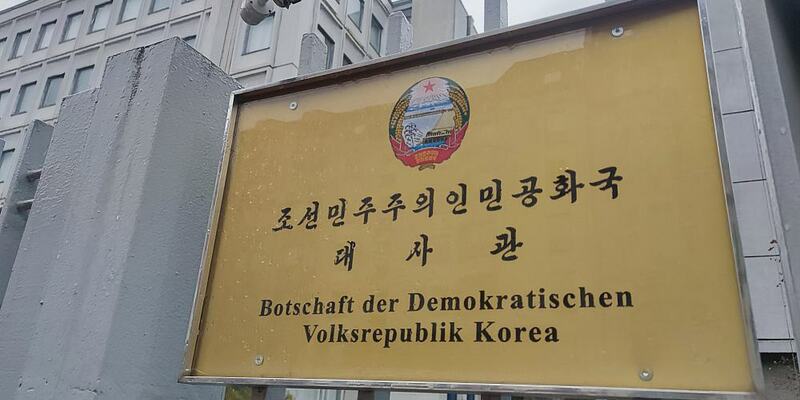 조선민주주의인민공화국
대사관
Botschaft der Demokratischen
Volksrepublik Korea